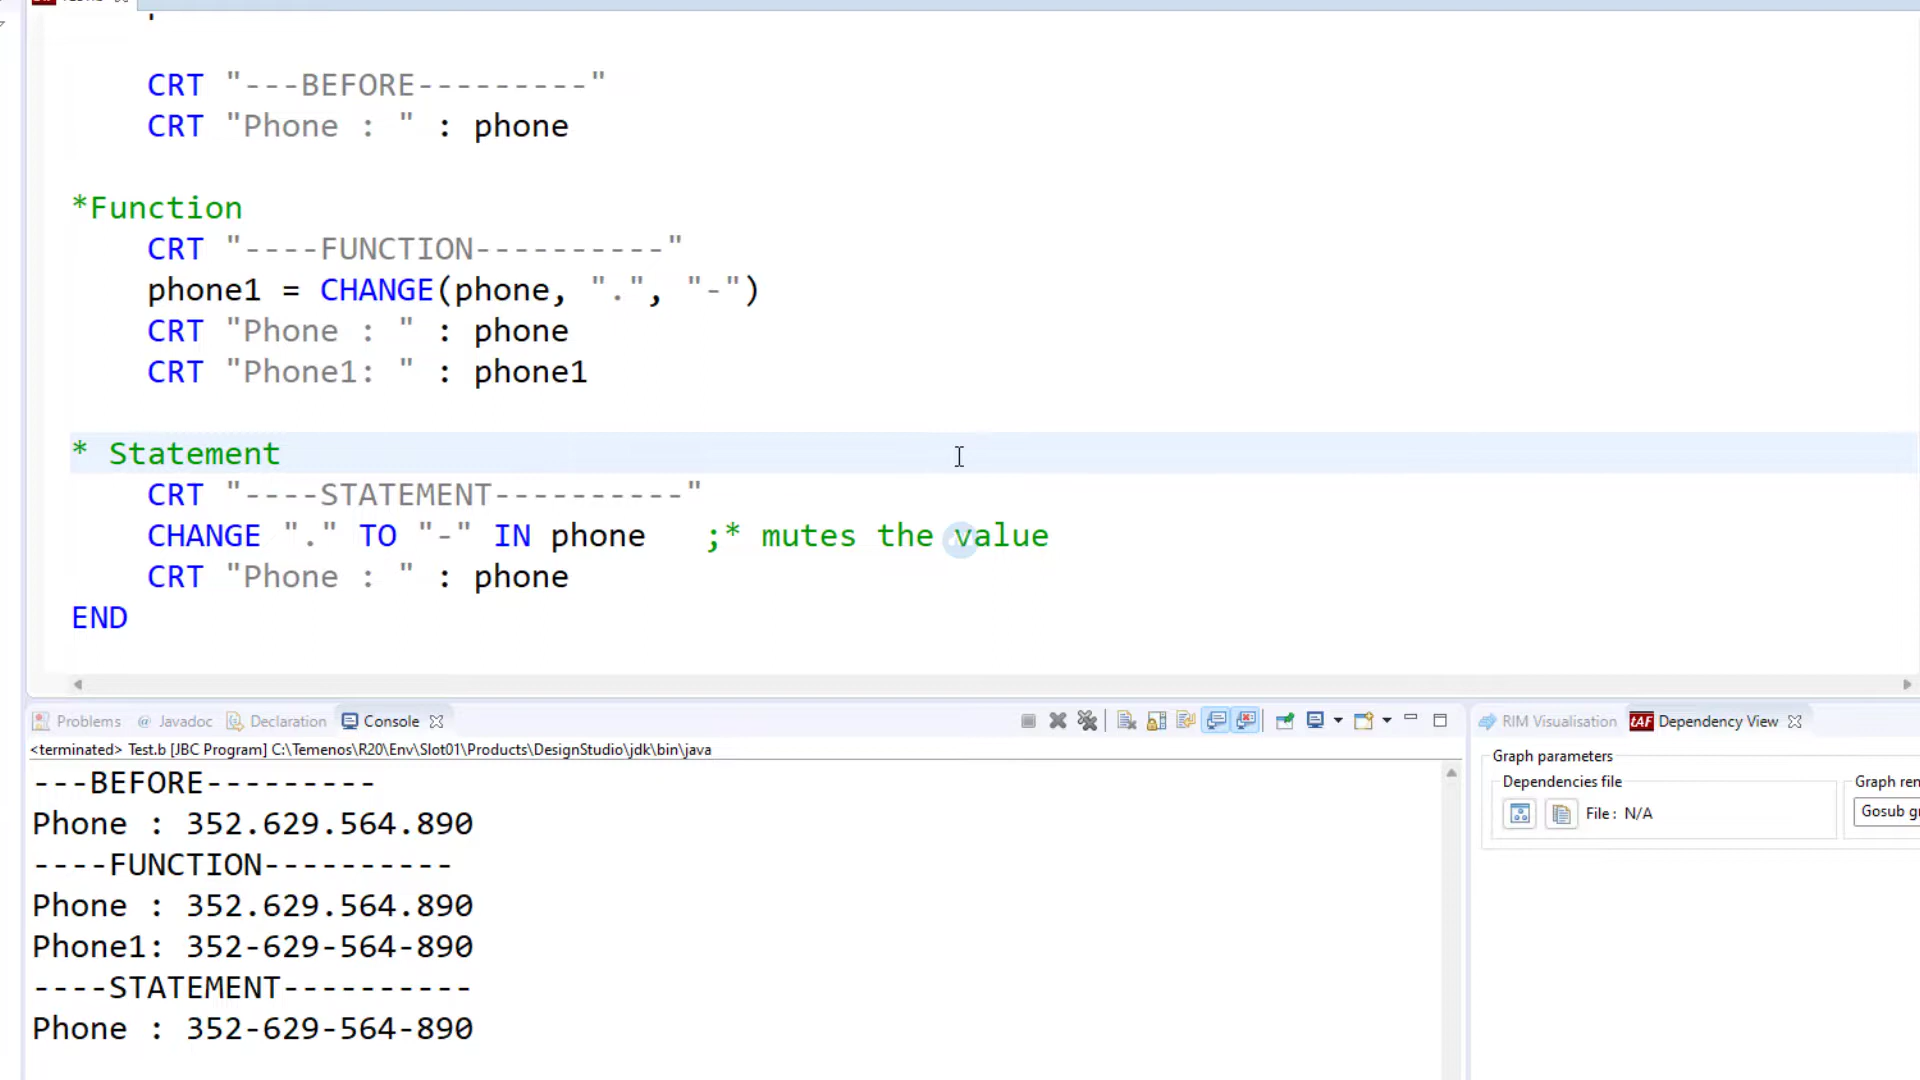 CRT "---BEFORE---------"
CRT "Phone : " : phone
*Function
CRT "----FUNCTION----------"
phone1 = CHANGE(phone, ".", "-")
CRT "Phone : " : phone
CRT "Phone1: " : phone1
* Statement
CRT "----STATEMENT----------"
CHANGE "." TO "-" IN phone   ;* mutes the value
CRT "Phone : " : phone
END
Problems @ Javadoc Declaration Console
RIM Visualisation tAF Dependency View
<terminated> Test.b [JBC Program] C:\Temenos\R20\Env\Slot01\Products\DesignStudio\jdk\bin\java
Graph parameters
Dependencies file
Graph ren
File : N/A
Gosub g
---BEFORE---------
Phone : 352.629.564.890
----FUNCTION----------
Phone : 352.629.564.890
Phone1: 352-629-564-890
----STATEMENT----------
Phone : 352-629-564-890